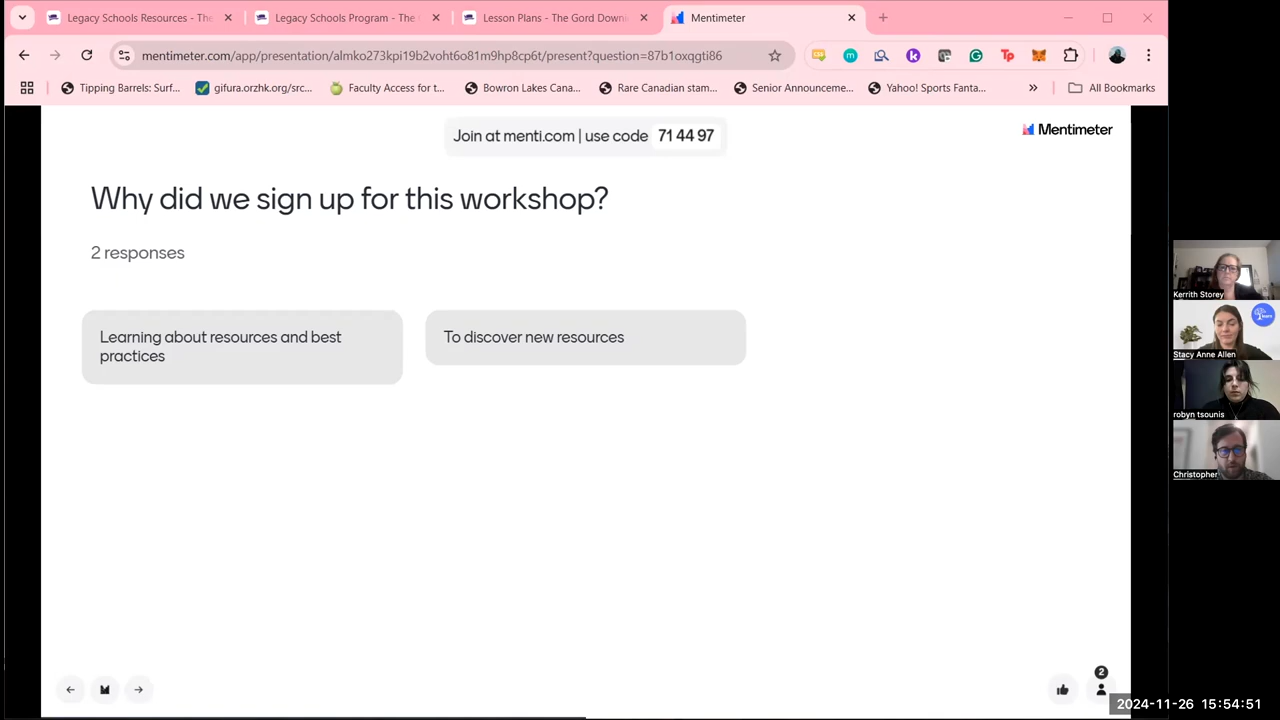 Legacy Schools Resources - The
Legacy Schools Program - The
Lesson Plans - The Gord Downi
Mentimeter
mentimeter.com/app/presentation/almko273kpi19b2voht6o81m9hp8cp6t/present?question=87b1oxqgti86
Tipping Barrels: Surf...
gifura.orzhk.org/src...
Faculty Access for t...
Bowron Lakes Cana...
Rare Canadian stam...
Senior Announceme...
Yahoo! Sports Fanta...
All Bookmarks
Join at menti.com | use code 71 44 97
Mentimeter
Why did we sign up for this workshop?
2 responses
Learning about resources and best
practices
To discover new resources
Kerrith Storey
Stacy Anne Allen
robyn tsounis
Christopher
2
2024-11-26 15:54:51